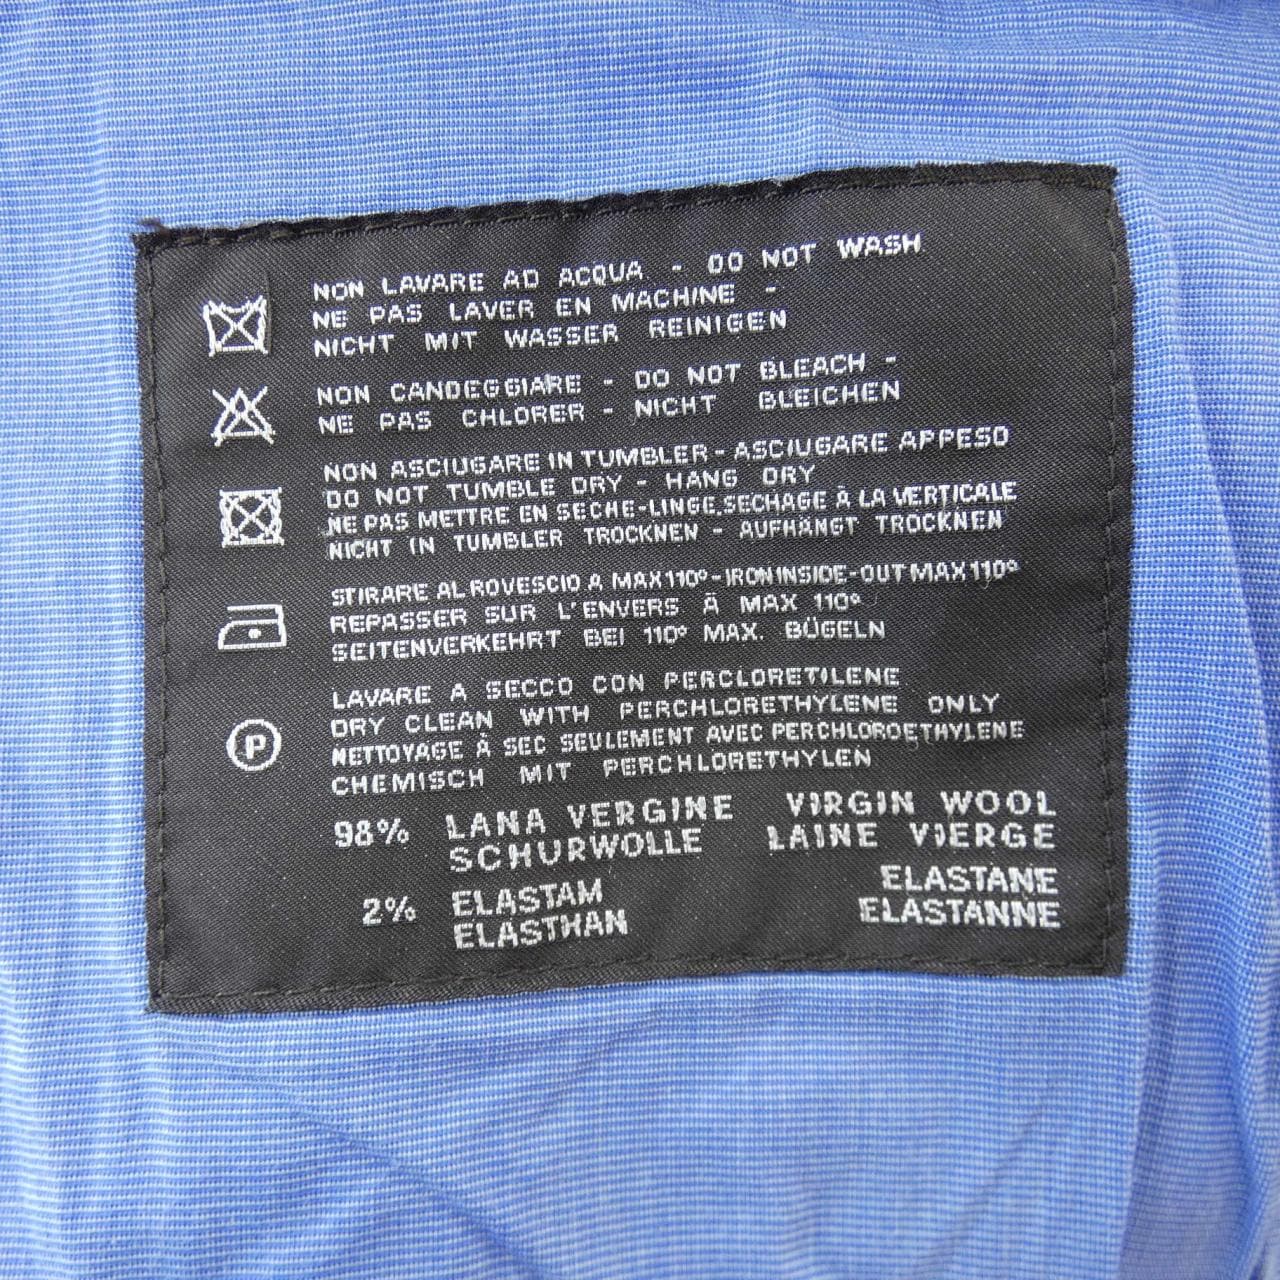 NON LAVARE AD ACQUA - DO NOT WASH
NE PAS LAVER EN MACHINE -
NICHT MIT WASSER REINIGEN
NON CANDEGGIARE - DO NOT BLEACH -
NE PAS CHLORER - NICHT BLEICHEN
NON ASCIUGARE IN TUMBLER - ASCIUGARE APPESO
DO NOT TUMBLE DRY - HANG DRY
NE PAS METTRE EN SECHE-LINGE, SECHAGE À LA VERTICALE
NICHT IN TUMBLER TROCKNEN - AUFHÄNGT TROCKNEN
STIRARE AL ROVESCIO A MAX 110° - IRON INSIDE-OUT MAX 110°
REPASSER SUR L'ENVERS À MAX 110°
SEITENVERKEHRT BEI 110° MAX. BÜGELN
P
LAVARE A SECCO CON PERCLORETILENE
DRY CLEAN WITH PERCHLORETHYLENE ONLY
NETTOYAGE À SEC SEULEMENT AVEC PERCHLOROETHYLENE
CHEMISCH MIT PERCHLORETHYLEN
98% LANA VERGINE VIRGIN WOOL
SCHURWOLLE LAINE VIERGE
2% ELASTAM ELASTANE
ELASTHAN ELASTANNE